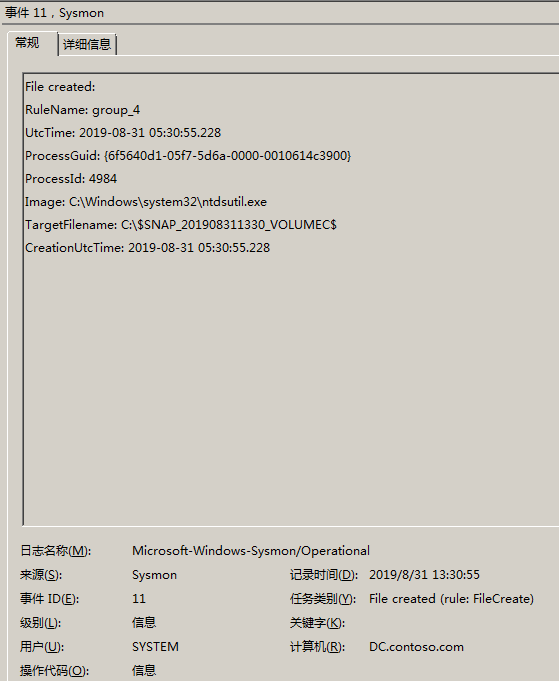 事件 11，Sysmon
常规 详细信息
File created:
RuleName: group_4
UtcTime: 2019-08-31 05:30:55.228
ProcessGuid: {6f5640d1-05f7-5d6a-0000-0010614c3900}
ProcessId: 4984
Image: C:\Windows\system32\ntdsutil.exe
TargetFilename: C:\$SNAP_201908311330_VOLUMEC$
CreationUtcTime: 2019-08-31 05:30:55.228
日志名称(M): Microsoft-Windows-Sysmon/Operational
来源(S): Sysmon 记录时间(D): 2019/8/31 13:30:55
事件 ID(E): 11 任务类别(Y): File created (rule: FileCreate)
级别(L): 信息 关键字(K):
用户(U): SYSTEM 计算机(R): DC.contoso.com
操作代码(O): 信息